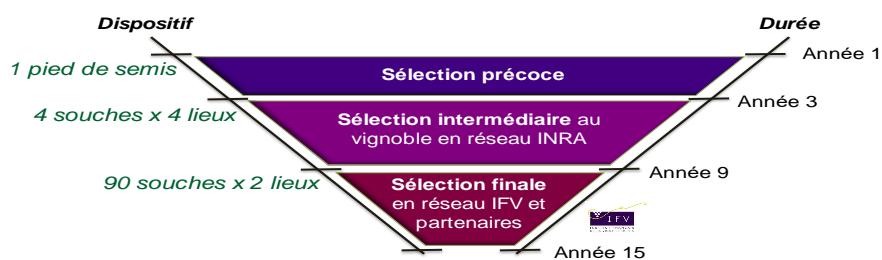 Dispositif
Durée
Année 1
1 pied de semis
Sélection précoce
Année 3
4 souches x 4 lieux
Sélection intermédiaire au
vignoble en réseau INRA
Année 9
90 souches x 2 lieux
Sélection finale
en réseau IFV et
partenaires
IFV
Année 15